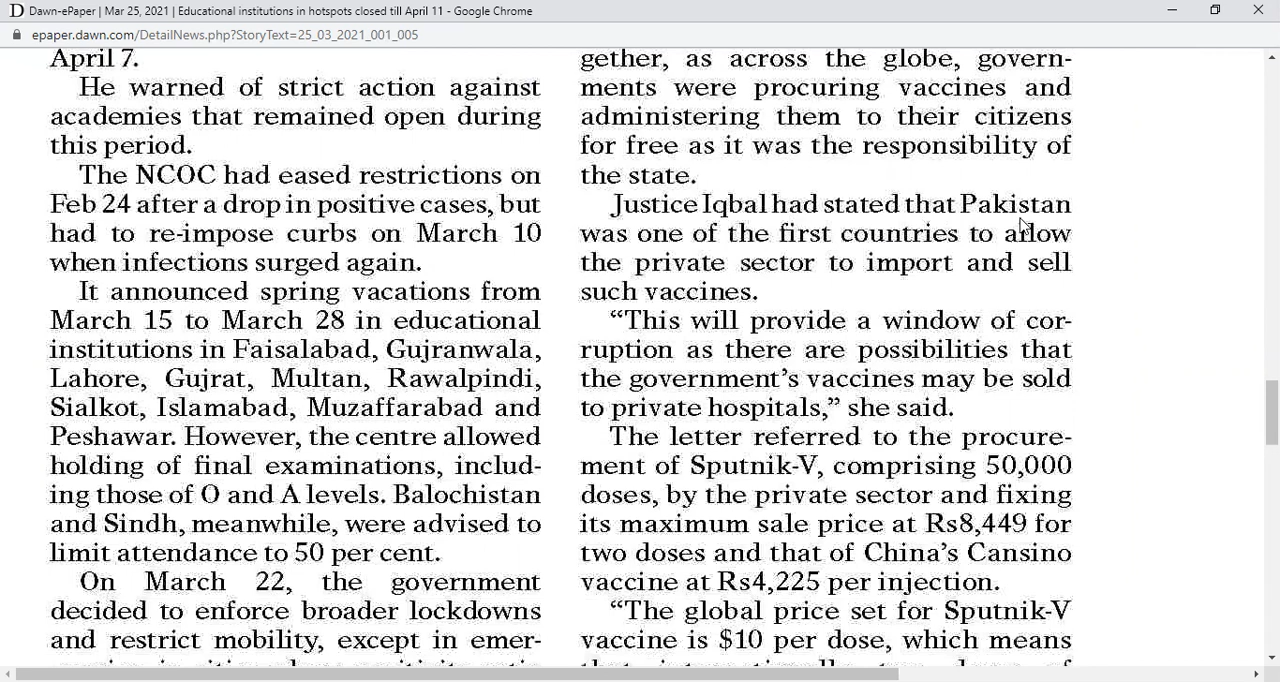 Dawn-ePaper | Mar 25, 2021 | Educational institutions in hotspots closed till April 11 - Google Chrome
epaper.dawn.com/DetailNews.php?StoryText=25_03_2021_001_005
April 7.
He warned of strict action against
academies that remained open during
this period.
The NCOC had eased restrictions on
Feb 24 after a drop in positive cases, but
had to re-impose curbs on March 10
when infections surged again.
It announced spring vacations from
March 15 to March 28 in educational
institutions in Faisalabad, Gujranwala,
Lahore, Gujrat, Multan, Rawalpindi,
Sialkot, Islamabad, Muzaffarabad and
Peshawar. However, the centre allowed
holding of final examinations, includ-
ing those of O and A levels. Balochistan
and Sindh, meanwhile, were advised to
limit attendance to 50 per cent.
On March 22, the government
decided to enforce broader lockdowns
and restrict mobility, except in emer-
gether, as across the globe, govern-
ments were procuring vaccines and
administering them to their citizens
for free as it was the responsibility of
the state.
Justice Iqbal had stated that Pakistan
was one of the first countries to allow
the private sector to import and sell
such vaccines.
“This will provide a window of cor-
ruption as there are possibilities that
the government’s vaccines may be sold
to private hospitals,” she said.
The letter referred to the procure-
ment of Sputnik-V, comprising 50,000
doses, by the private sector and fixing
its maximum sale price at Rs8,449 for
two doses and that of China’s Cansino
vaccine at Rs4,225 per injection.
“The global price set for Sputnik-V
vaccine is $10 per dose, which means